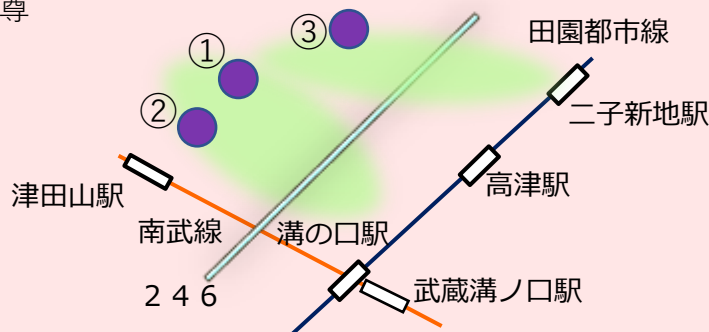 尊
③
田園都市線
①
二子新地駅
②
高津駅
津田山駅
南武線
溝の口駅
武蔵溝ノ口駅
２４６